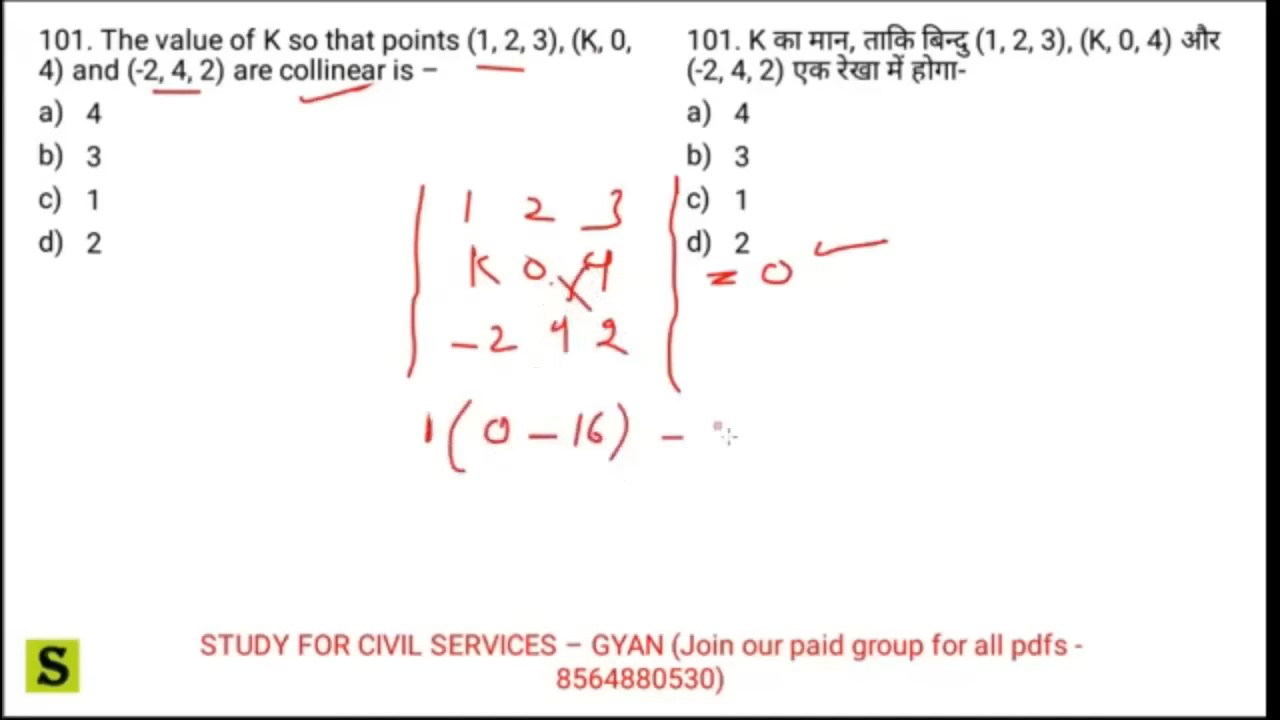 101. The value of K so that points (1, 2, 3), (K, 0,
4) and (-2, 4, 2) are collinear is –
a) 4
b) 3
c) 1
d) 2
101. K का मान, ताकि बिन्दु (1, 2, 3), (K, 0, 4) और
(-2, 4, 2) एक रेखा में होगा-
a) 4
b) 3
c) 1
d) 2
1 2 3
K 0 4
-2 4 2
= 0
1 ( 0 - 16 ) -
S
STUDY FOR CIVIL SERVICES – GYAN (Join our paid group for all pdfs -
8564880530)